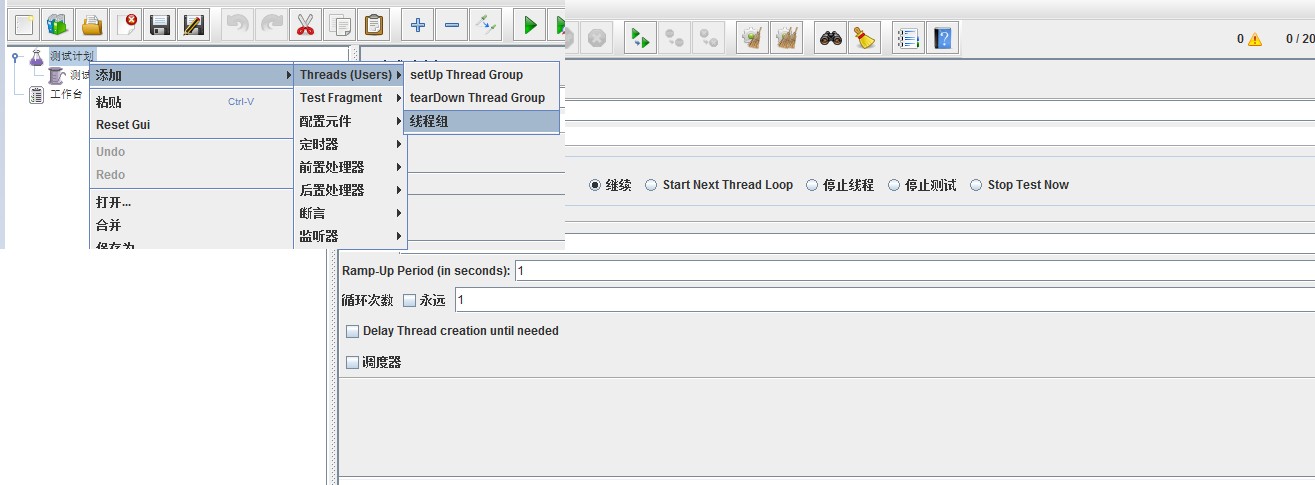 0
0 / 20
测试计划
测试
工作台
添加
粘贴
Ctrl-V
Reset Gui
Undo
Redo
打开...
合并
保存为
Threads (Users)
Test Fragment
配置元件
定时器
前置处理器
后置处理器
断言
监听器
setUp Thread Group
tearDown Thread Group
线程组
继续 Start Next Thread Loop 停止线程 停止测试 Stop Test Now
Ramp-Up Period (in seconds): 1
循环次数 永远 1
Delay Thread creation until needed
调度器